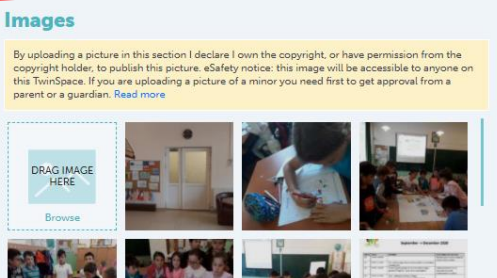 Images
By uploading a picture in this section I declare I own the copyright, or have permission from the
copyright holder, to publish this picture. eSafety notice: this image will be accessible to anyone on
this TwinSpace. If you are uploading a picture of a minor you need first to get approval from a
parent or a guardian. Read more
DRAG IMAGE
HERE
Browse